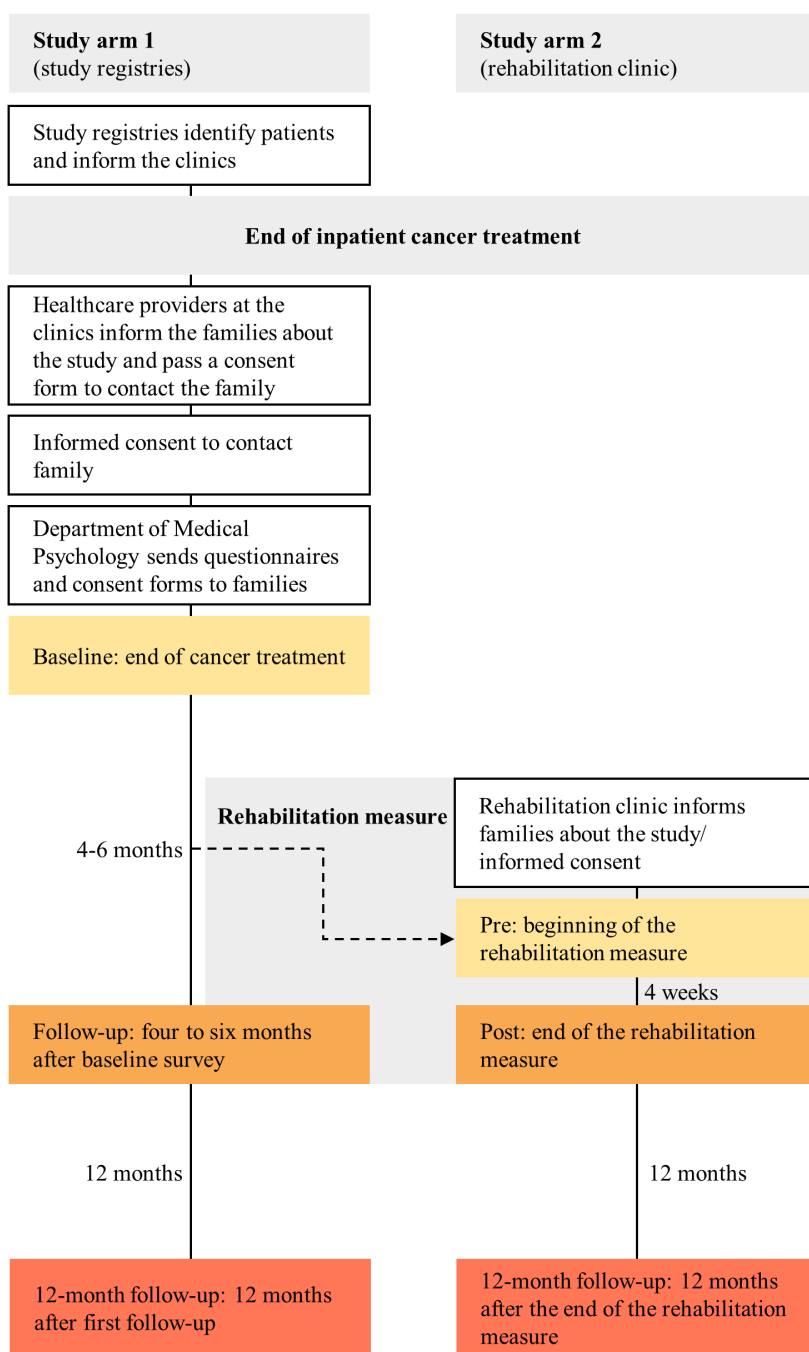 Study arm 1
(study registries)
Study arm 2
(rehabilitation clinic)
Study registries identify patients
and inform the clinics
End of inpatient cancer treatment
Healthcare providers at the
clinics inform the families about
the study and pass a consent
form to contact the family
Informed consent to contact
family
Department of Medical
Psychology sends questionnaires
and consent forms to families
Baseline: end of cancer treatment
Rehabilitation measure
4-6 months
Rehabilitation clinic informs
families about the study/
informed consent
Pre: beginning of the
rehabilitation measure
4 weeks
Follow-up: four to six months
after baseline survey
Post: end of the rehabilitation
measure
12 months
12 months
12-month follow-up: 12 months
after first follow-up
12-month follow-up: 12 months
after the end of the rehabilitation
measure